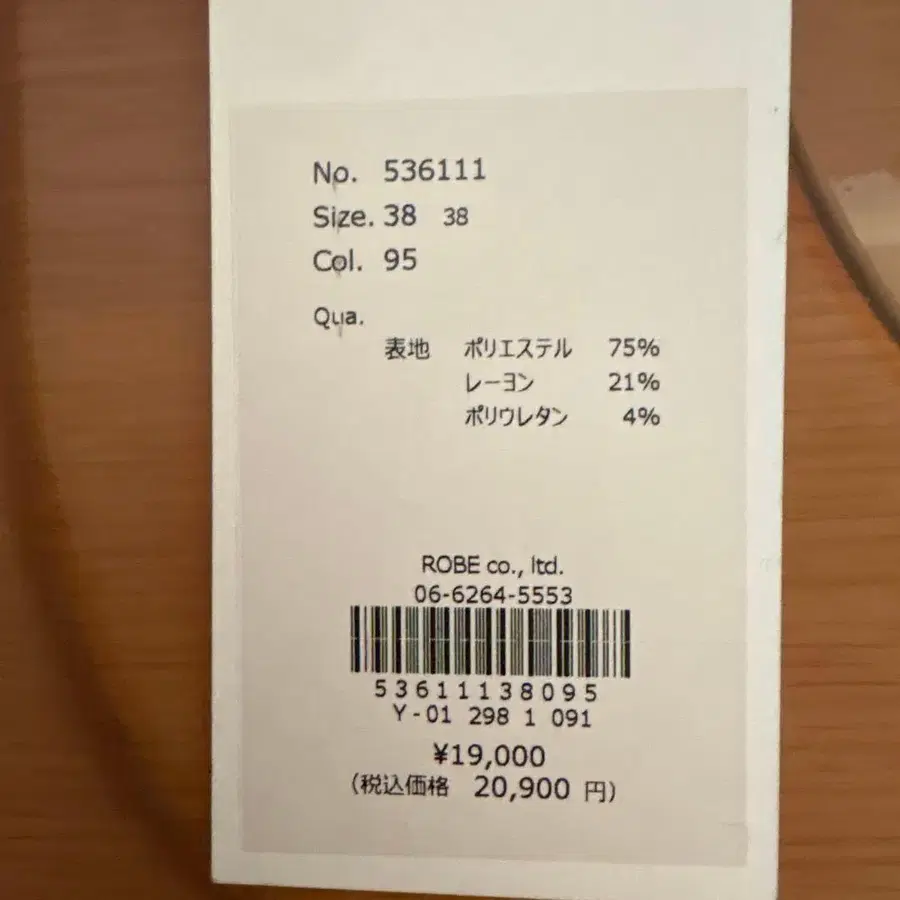 No. 536111
Size. 38 38
Col. 95
Qua.
表地 ポリエステル 75%
レーヨン 21%
ポリウレタン 4%
ROBE co., ltd.
06-6264-5553
53611138095
Y-01 298 1 091
¥19,000
(税込価格 20,900 円)